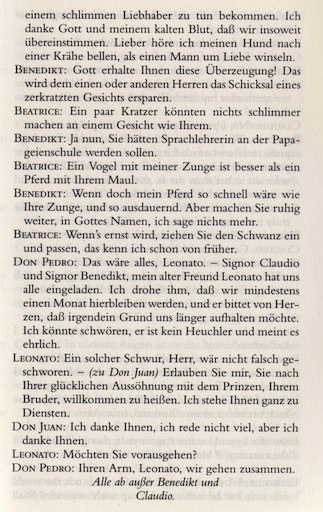 einem schlimmen Liebhaber zu tun bekommen. Ich
danke Gott und meinem kalten Blut, daß wir insoweit
übereinstimmen. Lieber höre ich meinen Hund nach
einer Krähe bellen, als einen Mann um Liebe winseln.
BENEDIKT: Gott erhalte Ihnen diese Überzeugung! Das
wird dem einen oder anderen Herren das Schicksal eines
zerkratzten Gesichts ersparen.
BEATRICE: Ein paar Kratzer könnten nichts schlimmer
machen an einem Gesicht wie Ihrem.
BENEDIKT: Ja nun, Sie hätten Sprachlehrerin an der Papa-
geienschule werden sollen.
BEATRICE: Ein Vogel mit meiner Zunge ist besser als ein
Pferd mit Ihrem Maul.
BENEDIKT: Wenn doch mein Pferd so schnell wäre wie
Ihre Zunge, und so ausdauernd. Aber machen Sie ruhig
weiter, in Gottes Namen, ich sage nichts mehr.
BEATRICE: Wenn's ernst wird, ziehen Sie den Schwanz ein
und passen, das kenn ich schon von früher.
DON PEDRO: Das wäre alles, Leonato. – Signor Claudio
und Signor Benedikt, mein alter Freund Leonato hat uns
alle eingeladen. Ich drohe ihm, daß wir mindestens
einen Monat hierbleiben werden, und er bittet von Her-
zen, daß irgendein Grund uns länger aufhalten möchte.
Ich könnte schwören, er ist kein Heuchler und meint es
ehrlich.
LEONATO: Ein solcher Schwur, Herr, wär nicht falsch ge-
schworen. – (zu Don Juan) Erlauben Sie mir, Sie nach
Ihrer glücklichen Aussöhnung mit dem Prinzen, Ihrem
Bruder, willkommen zu heißen. Ich stehe Ihnen ganz zu
Diensten.
DON JUAN: Ich danke Ihnen, ich rede nicht viel, aber ich
danke Ihnen.
LEONATO: Möchten Sie vorausgehen?
DON PEDRO: Ihren Arm, Leonato, wir gehen zusammen.
Alle ab außer Benedikt und
Claudio.